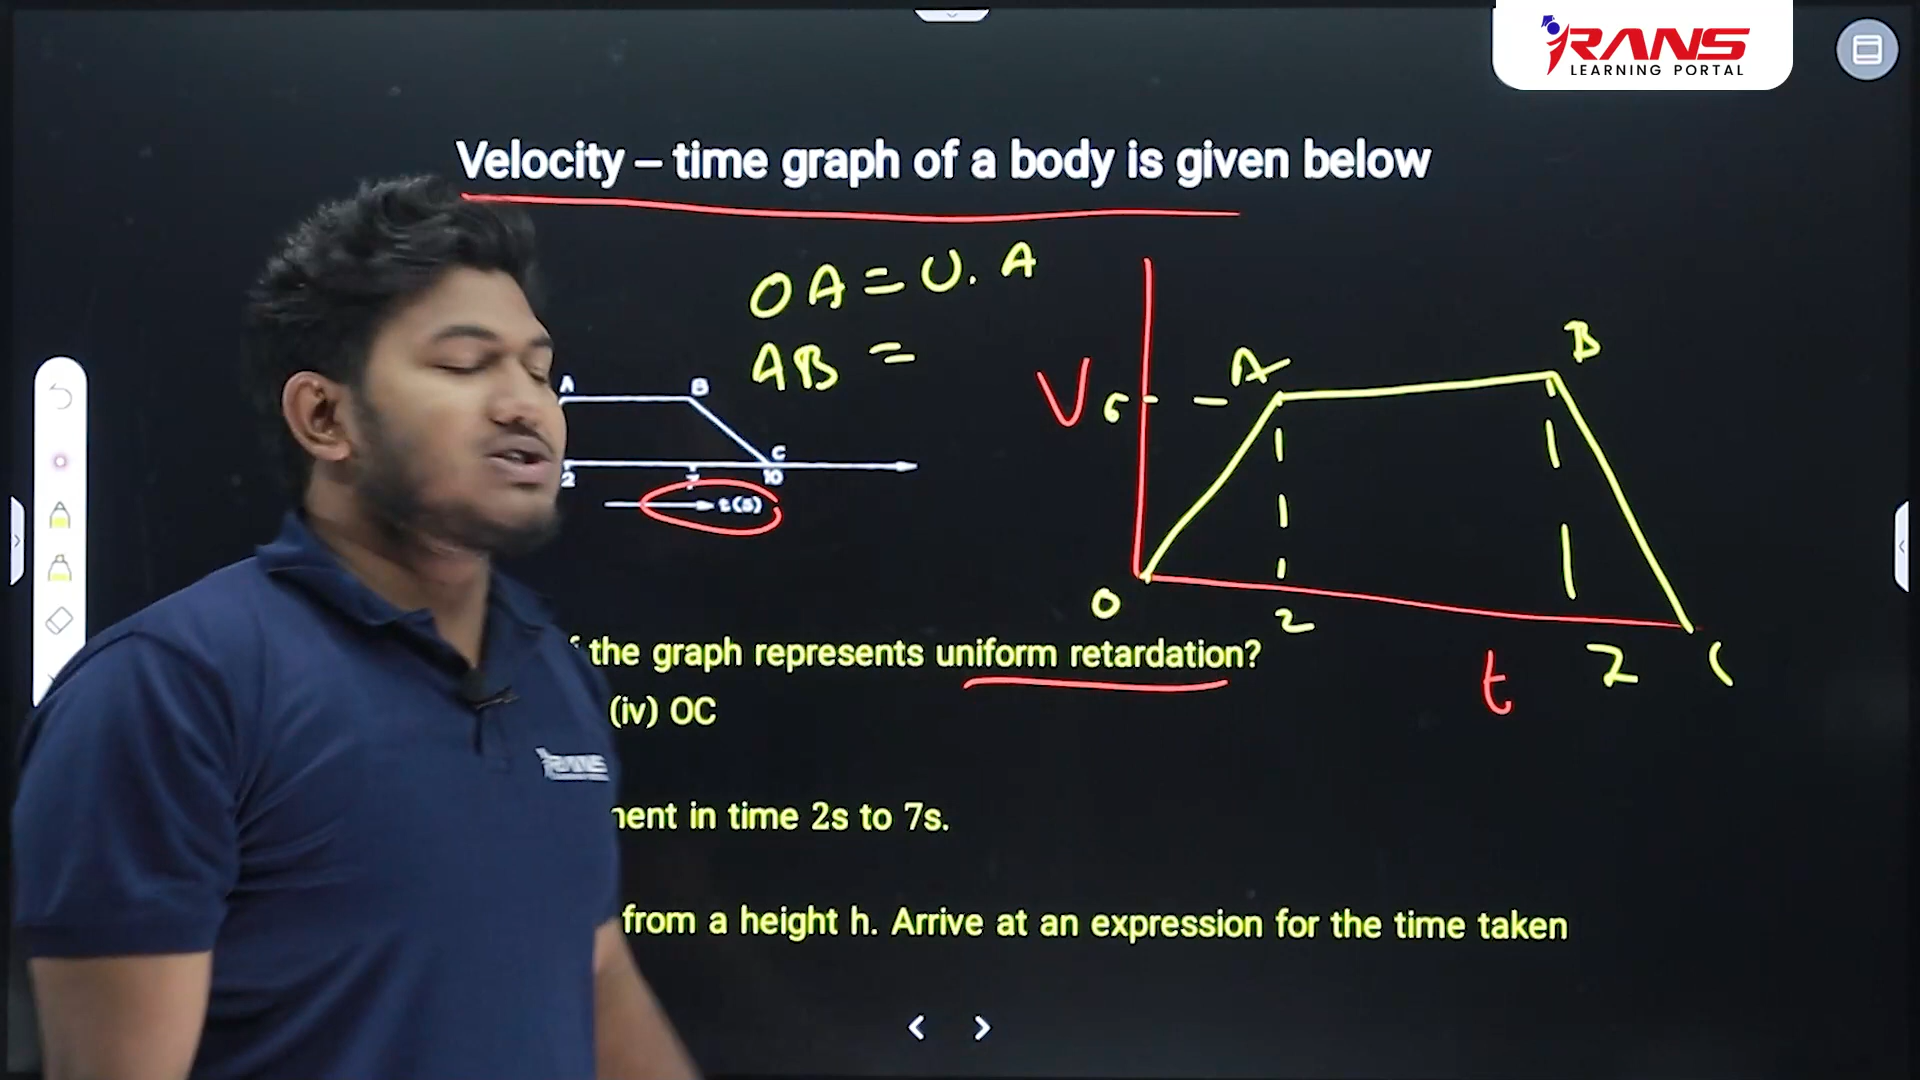 RANS
LEARNING PORTAL
Velocity – time graph of a body is given below
OA = U. A
AB =
A B
C
2 7 10
t(s)
V 6 A B
O 2 7 C
t
the graph represents uniform retardation?
(iv) OC
in time 2s to 7s.
from a height h. Arrive at an expression for the time taken
RANS